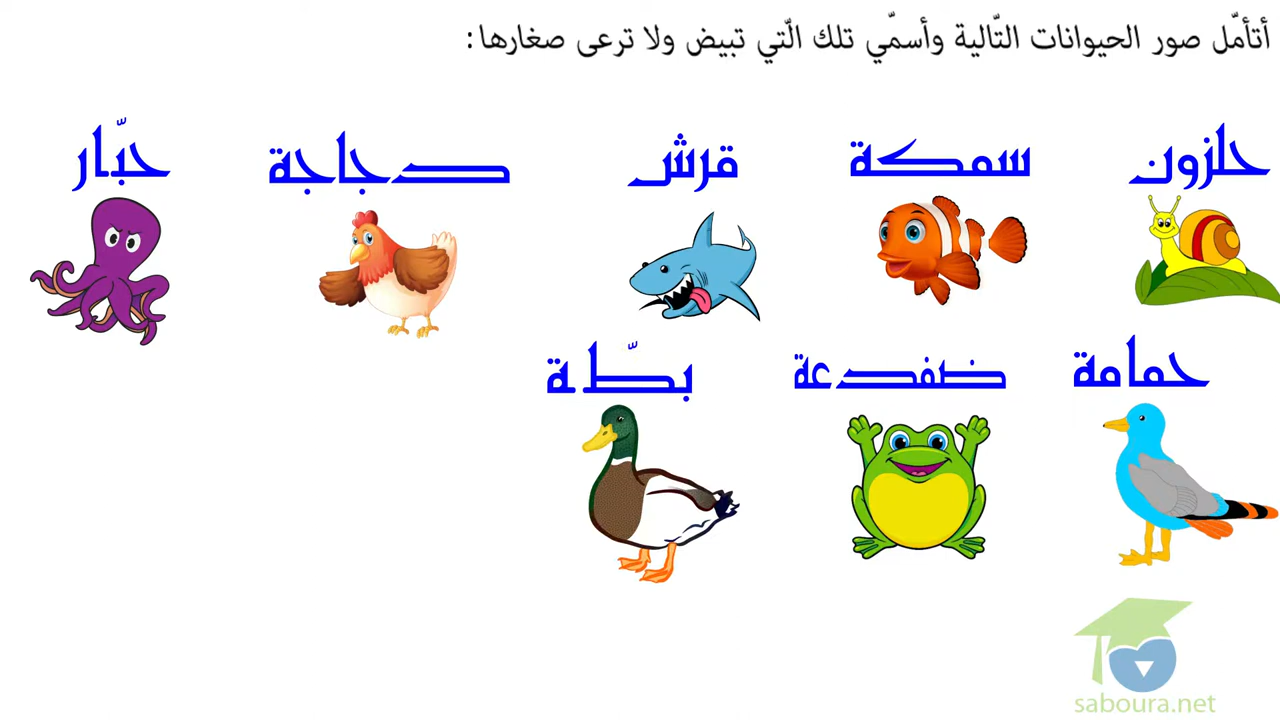 أتأمّل صور الحيوانات التّالية وأسمّي تلك الّتي تبيض ولا ترعى صغارها:
حلزون سمكة قرش دجاجة حبّار
حمامة ضفدعة بطّة
saboura.net